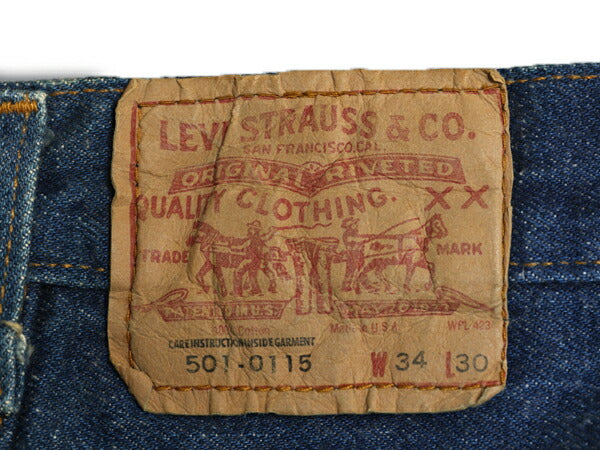 LEVI STRAUSS & CO.
SAN FRANCISCO, CAL.
ORIGINAL RIVETED
QUALITY CLOTHING. XX
TRADE MARK
100% Cotton Made in U.S.A. WPL 423
CARE INSTRUCTIONS INSIDE GARMENT
501-0115 W 34 L 30